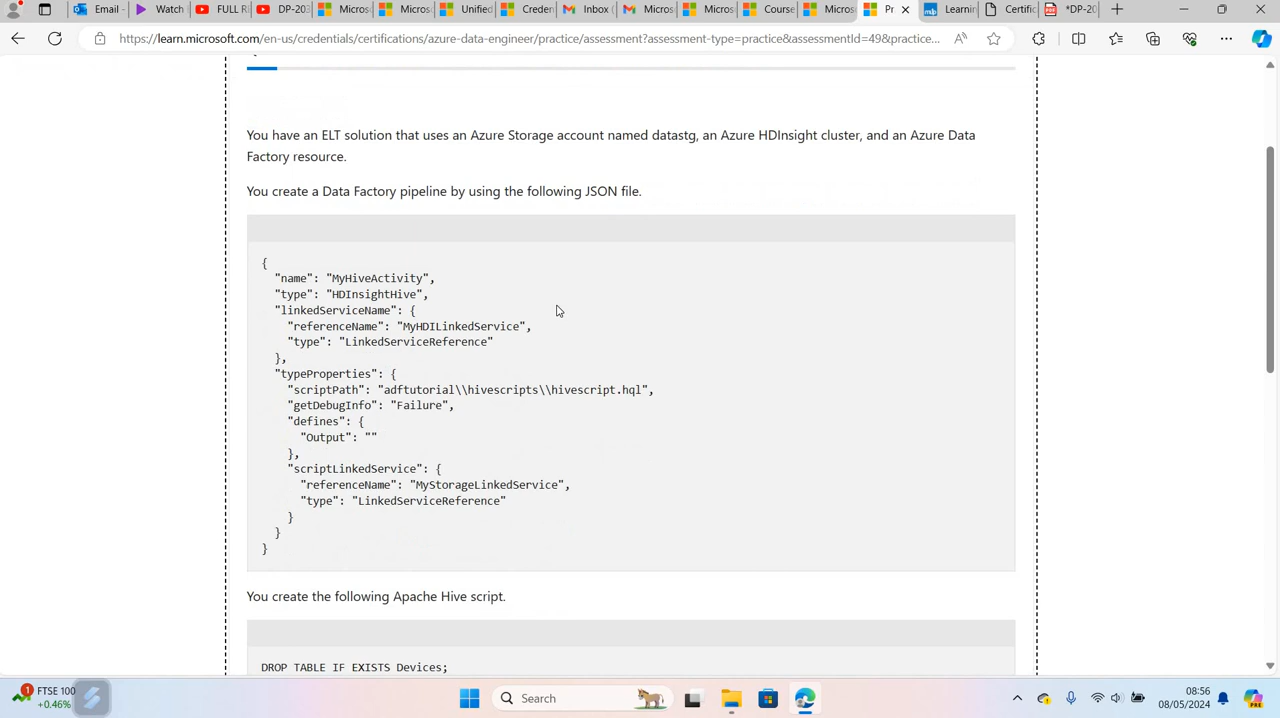 Email -
Watch
FULL R
DP-203
Micros
Micros
Unified
Creden
Inbox (
Micros
Micros
Course
Micros
Pr
Learnin
Certific
*DP-20
https://learn.microsoft.com/en-us/credentials/certifications/azure-data-engineer/practice/assessment?assessment-type=practice&assessmentId=49&practice...
You have an ELT solution that uses an Azure Storage account named datastg, an Azure HDInsight cluster, and an Azure Data
Factory resource.
You create a Data Factory pipeline by using the following JSON file.
{
"name": "MyHiveActivity",
"type": "HDInsightHive",
"linkedServiceName": {
"referenceName": "MyHDILinkedService",
"type": "LinkedServiceReference"
},
"typeProperties": {
"scriptPath": "adftutorial\\hivescripts\\hivescript.hql",
"getDebugInfo": "Failure",
"defines": {
"Output": ""
},
"scriptLinkedService": {
"referenceName": "MyStorageLinkedService",
"type": "LinkedServiceReference"
}
}
}
You create the following Apache Hive script.
DROP TABLE IF EXISTS Devices;
1
FTSE 100
+0.46%
Search
08:56
08/05/2024
PRE